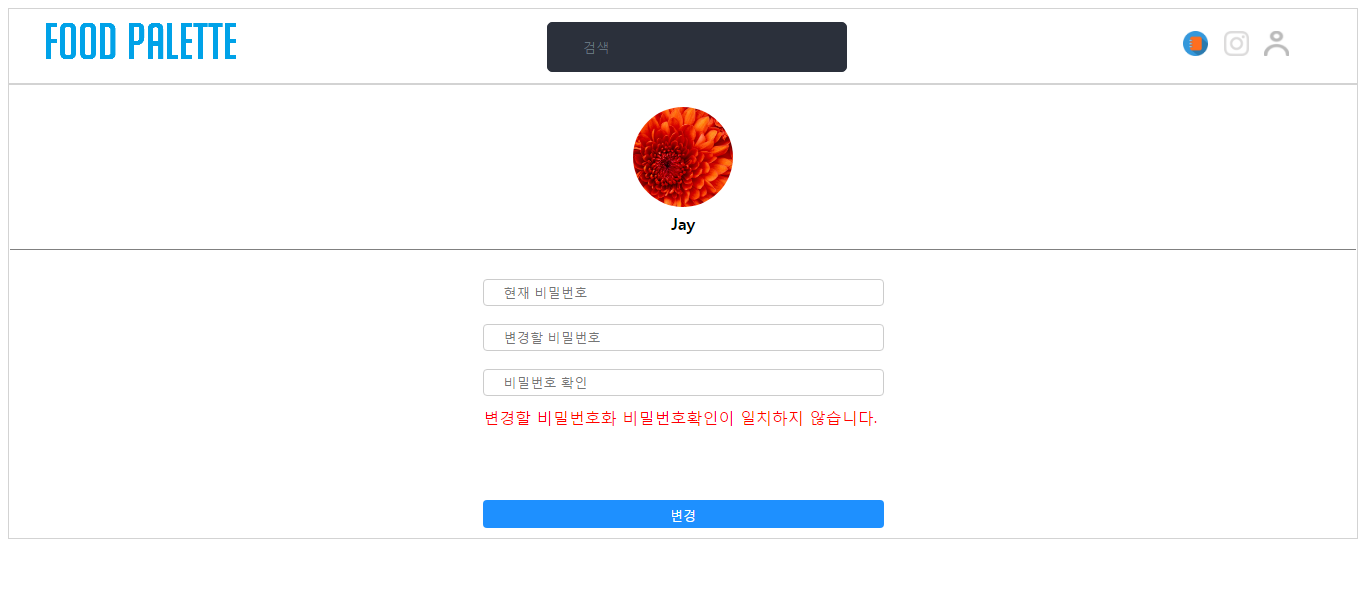 FOOD PALETTE
검색
Jay
현재 비밀번호
변경할 비밀번호
비밀번호 확인
변경할 비밀번호화 비밀번호확인이 일치하지 않습니다.
변경